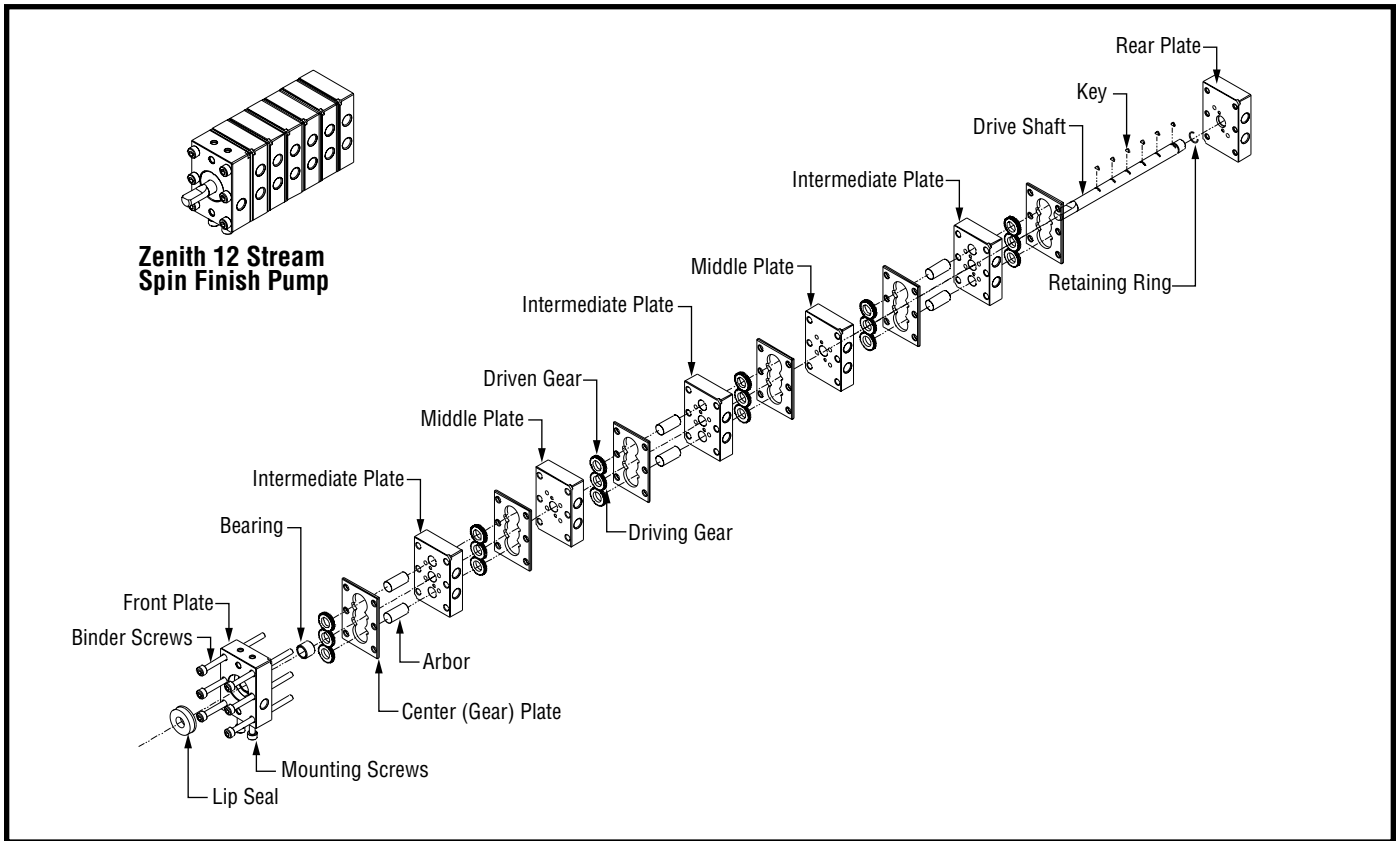 Rear Plate
Key
Drive Shaft
Intermediate Plate
Retaining Ring
Middle Plate
Intermediate Plate
Driven Gear
Middle Plate
Driving Gear
Intermediate Plate
Bearing
Front Plate
Binder Screws
Arbor
Center (Gear) Plate
Mounting Screws
Lip Seal
Zenith 12 Stream
Spin Finish Pump